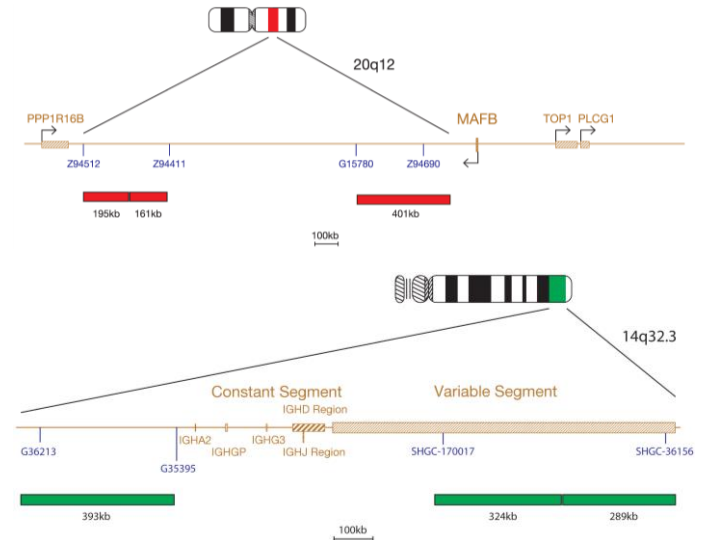 20q12
PPP1R16B
MAFB
TOP1 PLCG1
Z94512
Z94411
G15780
Z94690
195kb 161kb
401kb
100kb
14q32.3
Constant Segment
Variable Segment
IGHD Region
IGHA2
IGHG3
IGHGP
IGHJ Region
G36213
G35395
SHGC-170017
SHGC-36156
393kb
324kb
289kb
100kb